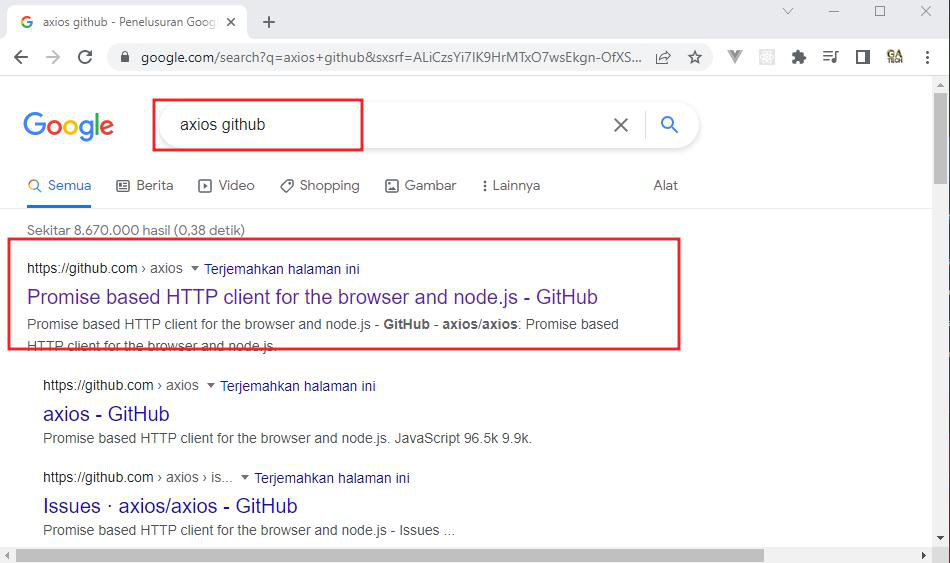 axios github - Penelusuran Googl
google.com/search?q=axios+github&sxsrf=ALiCzsYi7IK9HrMTxO7wsEkgn-OfXS...
GA
TECH
Google
axios github
Semua Berita Video Shopping Gambar Lainnya Alat
Sekitar 8.670.000 hasil (0,38 detik)
https://github.com › axios Terjemahkan halaman ini
Promise based HTTP client for the browser and node.js - GitHub
Promise based HTTP client for the browser and node.js - GitHub - axios/axios: Promise based
HTTP client for the browser and node.js.
https://github.com › axios Terjemahkan halaman ini
axios - GitHub
Promise based HTTP client for the browser and node.js. JavaScript 96.5k 9.9k.
https://github.com › axios › is... Terjemahkan halaman ini
Issues · axios/axios - GitHub
Promise based HTTP client for the browser and node.js - Issues ...